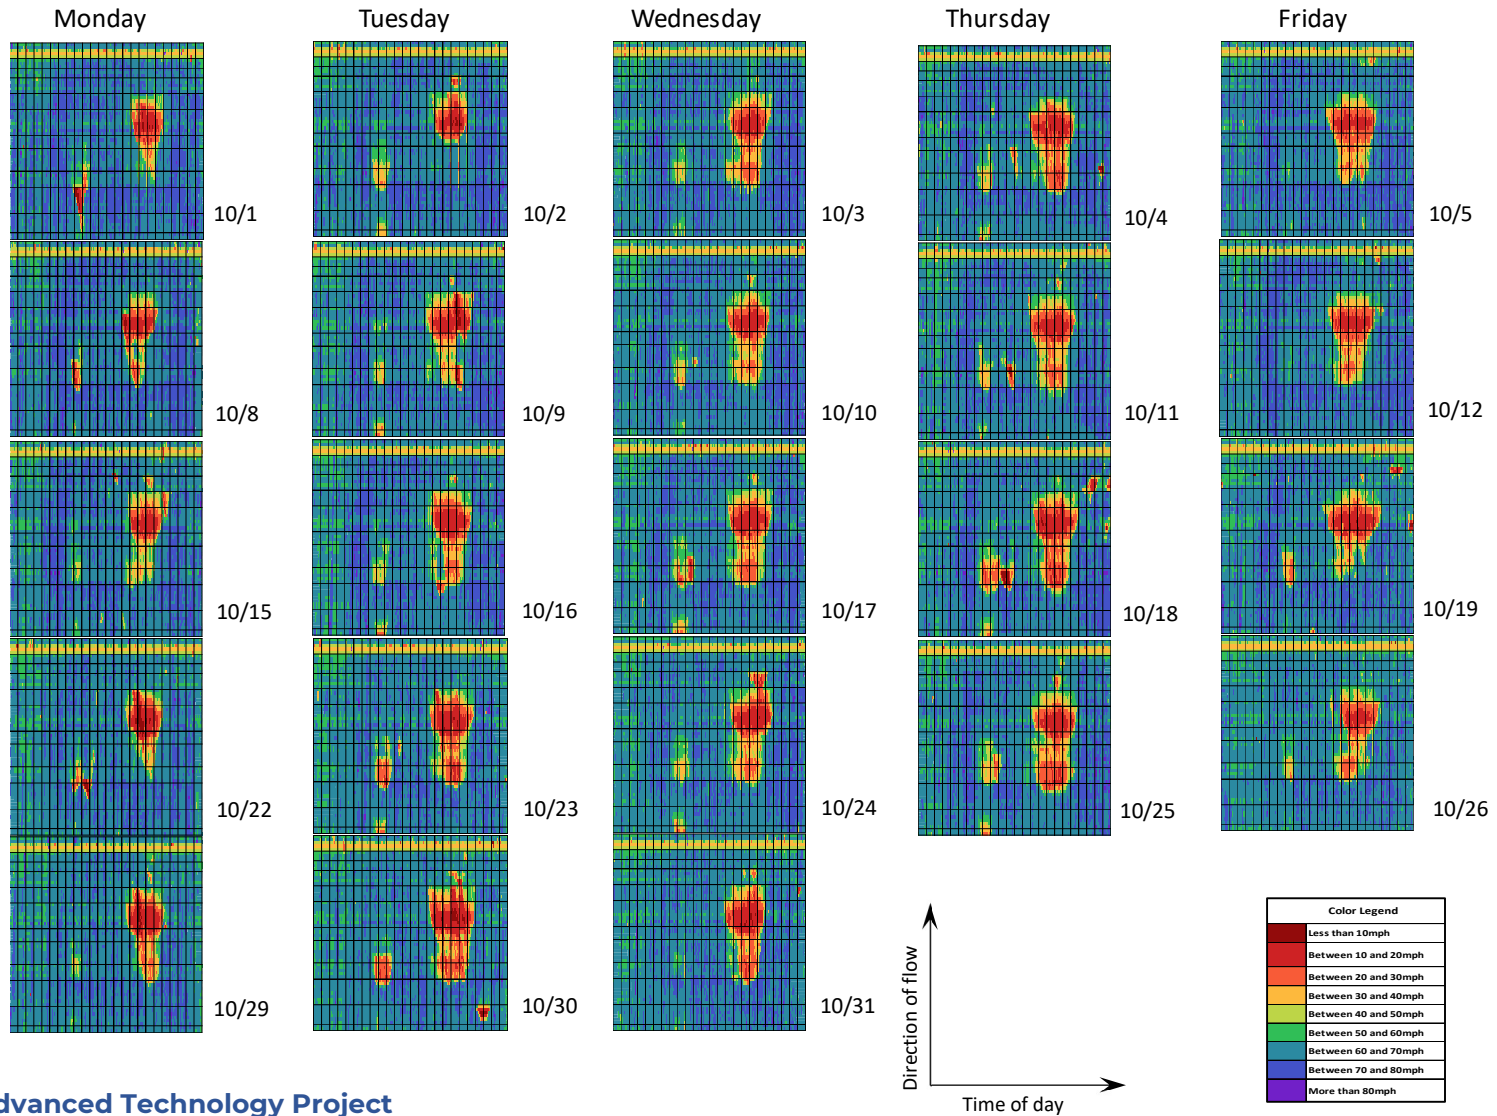 Monday Tuesday Wednesday Thursday Friday
10/1 10/2 10/3 10/4 10/5
10/8 10/9 10/10 10/11 10/12
10/15 10/16 10/17 10/18 10/19
10/22 10/23 10/24 10/25 10/26
10/29 10/30 10/31
Direction of flow
Time of day
Color Legend
Less than 10mph
Between 10 and 20mph
Between 20 and 30mph
Between 30 and 40mph
Between 40 and 50mph
Between 50 and 60mph
Between 60 and 70mph
Between 70 and 80mph
More than 80mph
dvanced Technology Project